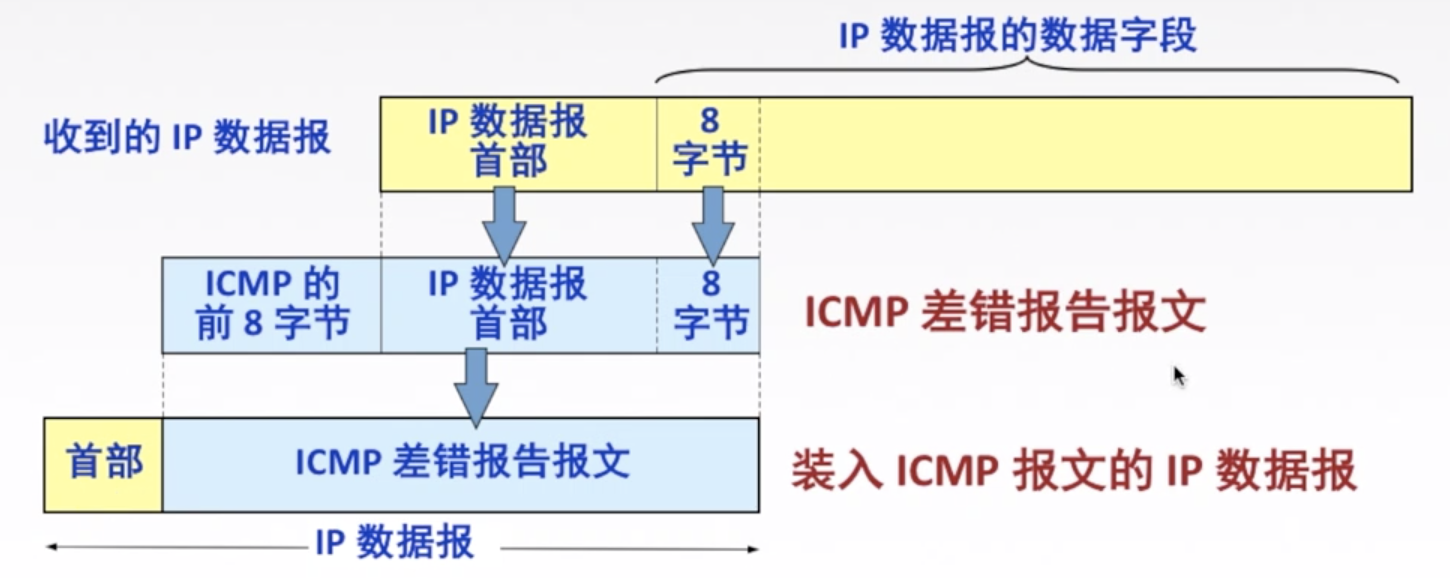 IP 数据报的数据字段
收到的 IP 数据报
IP 数据报
首部
8
字节
ICMP 的
前 8 字节
IP 数据报
首部
8
字节
ICMP 差错报告报文
首部
ICMP 差错报告报文
装入 ICMP 报文的 IP 数据报
IP 数据报